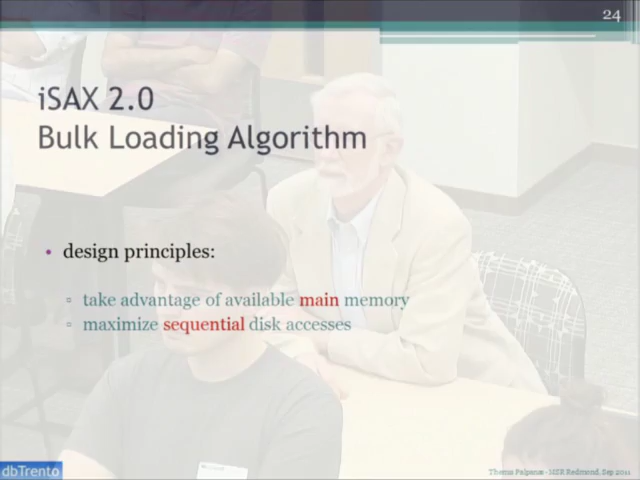 24
iSAX 2.0
Bulk Loading Algorithm
• design principles:
▫ take advantage of available main memory
▫ maximize sequential disk accesses
dbTrento
Themis Palpanas - MSR Redmond, Sep 2011